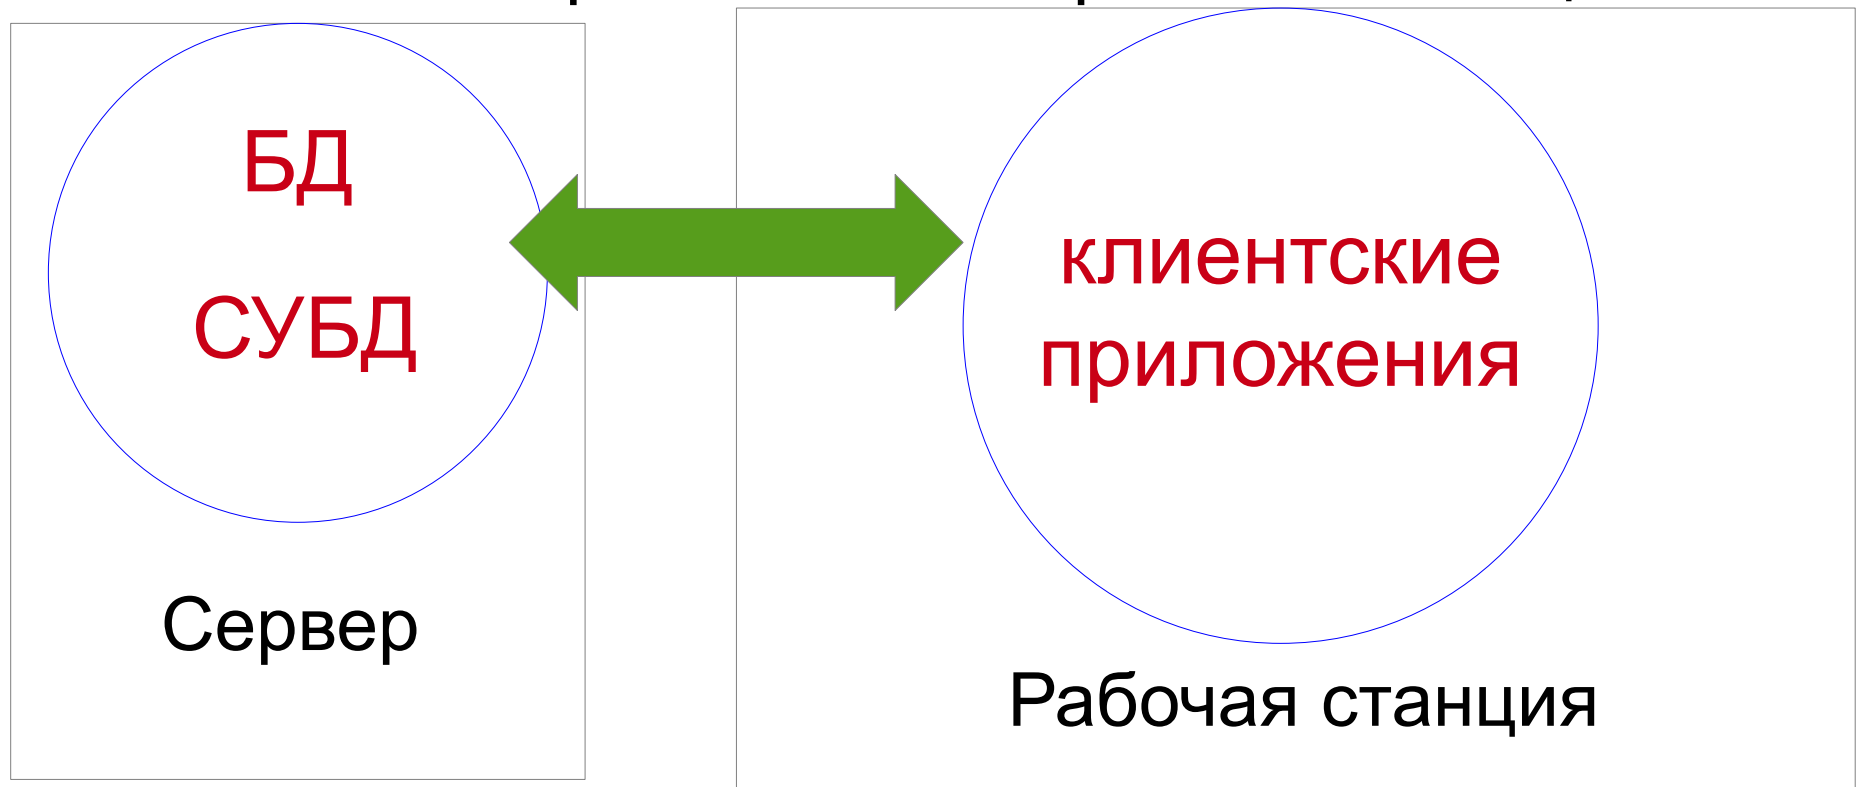 БД
СУБД
Сервер
клиентские
приложения
Рабочая станция